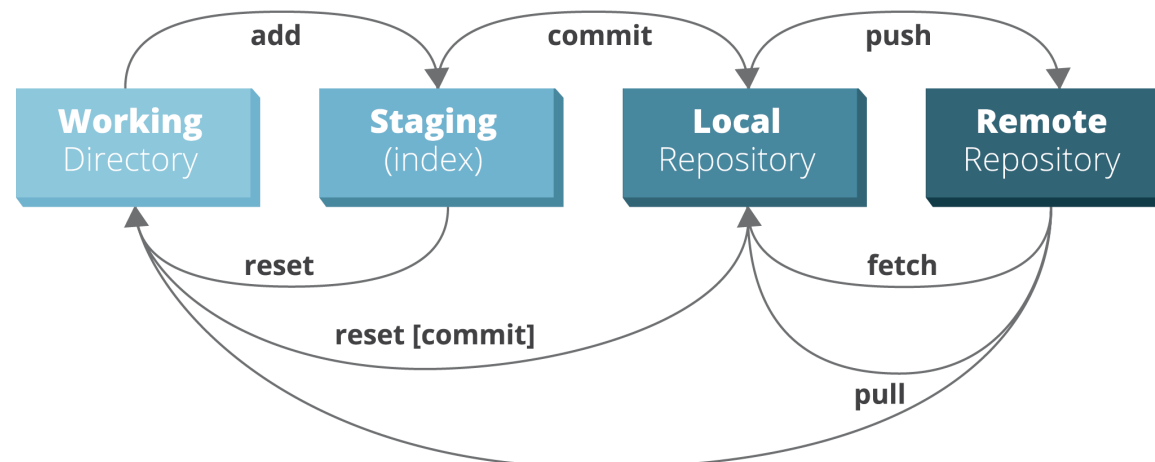 add
commit
push
Working
Directory
Staging
(index)
Local
Repository
Remote
Repository
reset
fetch
reset [commit]
pull